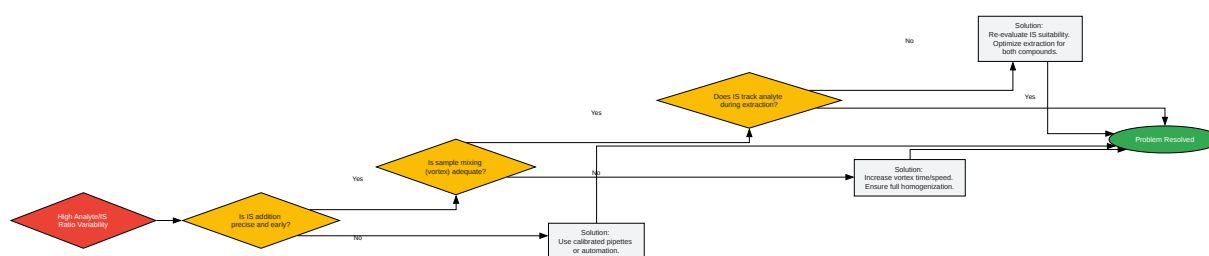 High Analyte/IS
Ratio Variability
Is IS addition
precise and early?
Yes
No
Is sample mixing
(vortex) adequate?
Yes
No
Solution:
Use calibrated pipettes
or automation.
Does IS track analyte
during extraction?
No
Yes
Solution:
Increase vortex time/speed.
Ensure full homogenization.
Solution:
Re-evaluate IS suitability.
Optimize extraction for
both compounds.
Problem Resolved